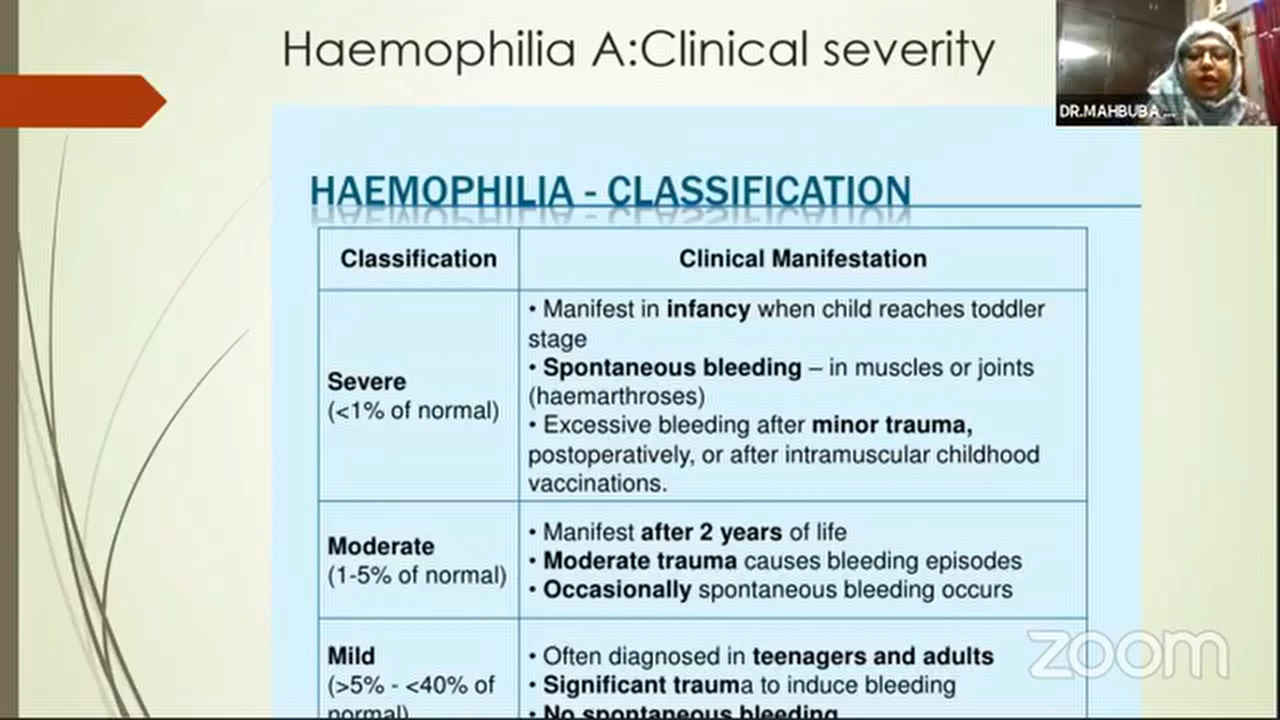 Haemophilia A:Clinical severity
DR.MAHBUBA ...
HAEMOPHILIA - CLASSIFICATION
Classification
Clinical Manifestation
Severe
(<1% of normal)
• Manifest in infancy when child reaches toddler
stage
• Spontaneous bleeding – in muscles or joints
(haemarthroses)
• Excessive bleeding after minor trauma,
postoperatively, or after intramuscular childhood
vaccinations.
Moderate
(1-5% of normal)
• Manifest after 2 years of life
• Moderate trauma causes bleeding episodes
• Occasionally spontaneous bleeding occurs
Mild
(>5% - <40% of
normal)
• Often diagnosed in teenagers and adults
• Significant trauma to induce bleeding
• No spontaneous bleeding
zoom